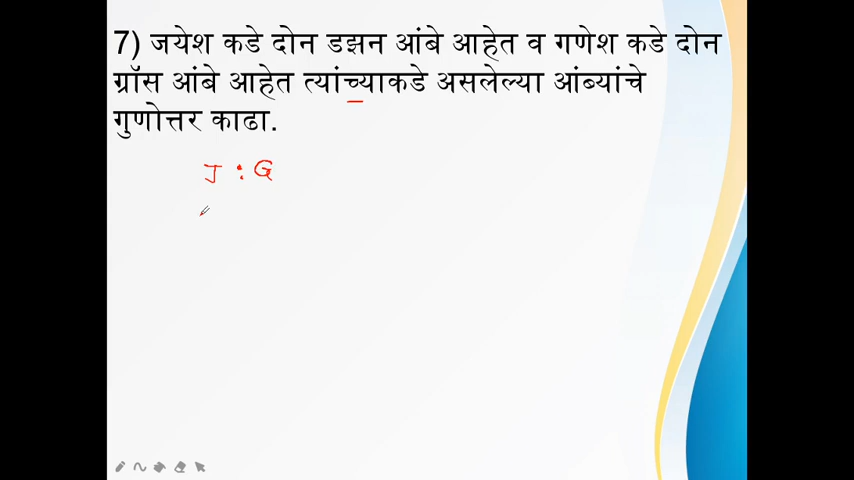 7) जयेश कडे दोन डझन आंबे आहेत व गणेश कडे दोन
ग्रॉस आंबे आहेत त्यांच्याकडे असलेल्या आंब्यांचे
गुणोत्तर काढा.
J : G